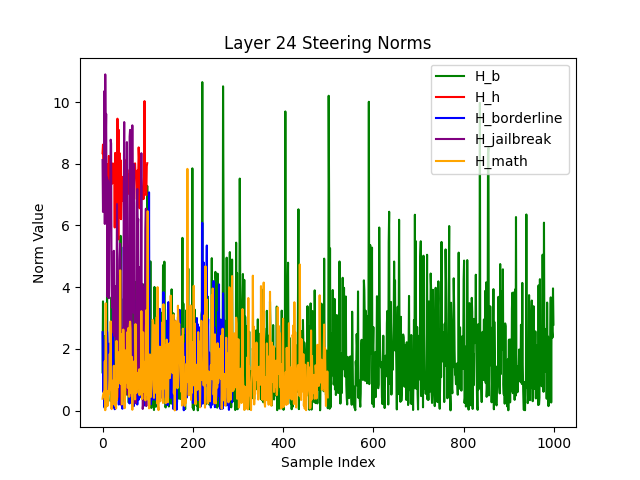 Layer 24 Steering Norms
H_b
H_h
H_borderline
H_jailbreak
H_math
Norm Value
10
8
6
4
2
0
0 200 400 600 800 1000
Sample Index